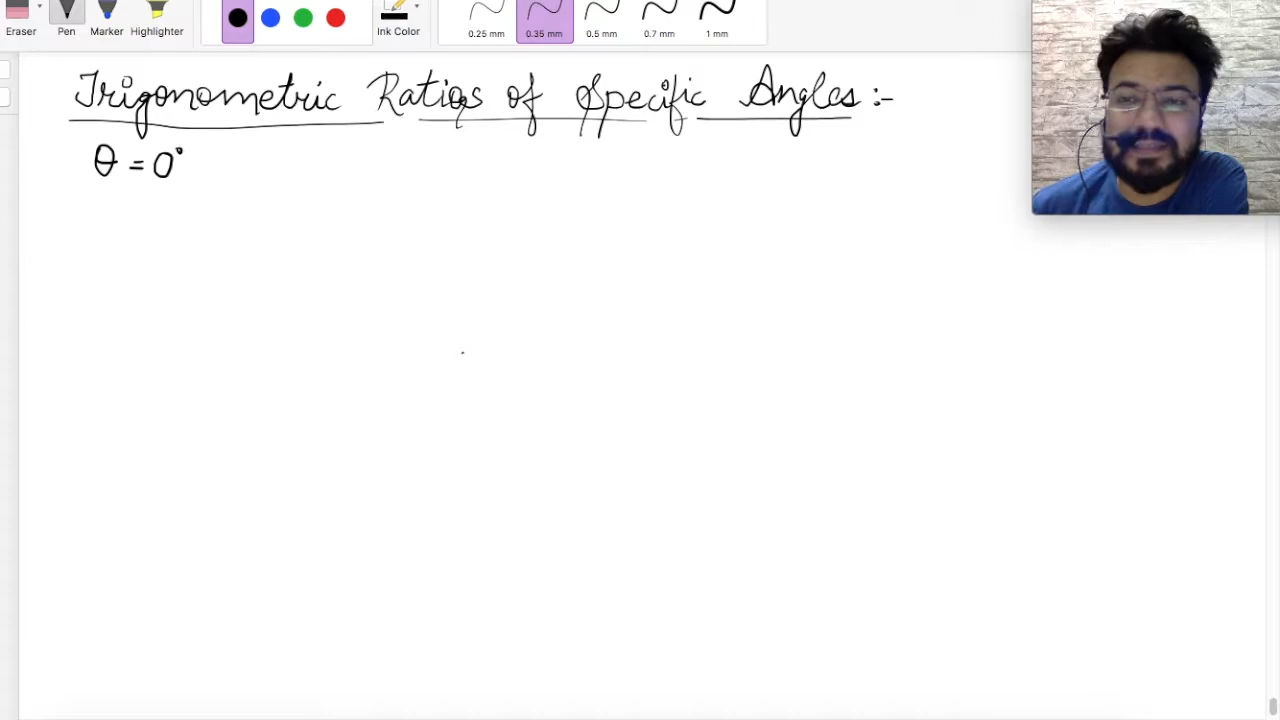 Eraser Pen Marker Highlighter Ink Color 0.25 mm 0.35 mm 0.5 mm 0.7 mm 1 mm
Trigonometric Ratios of Specific Angles :-
θ = 0°